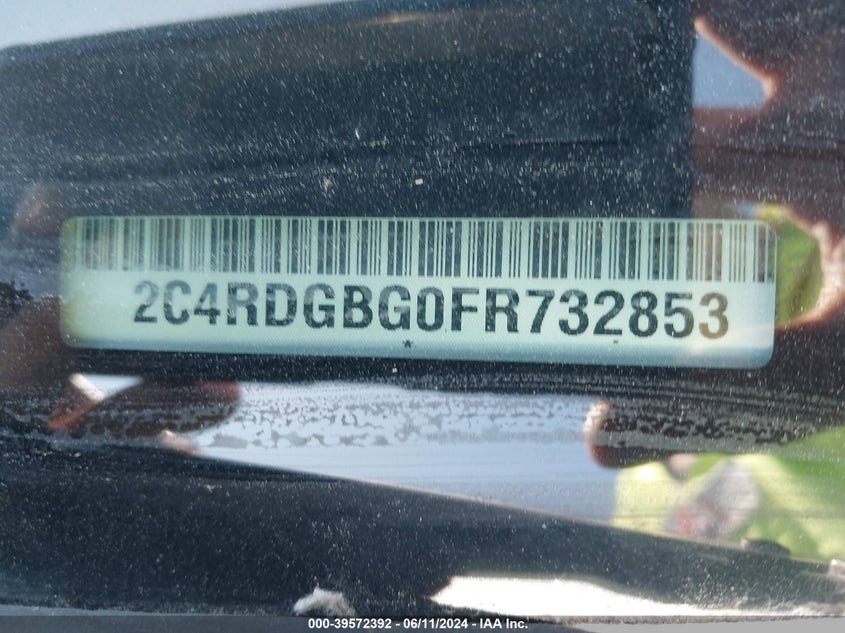 2C4RDGBG0FR732853
* -
000-39572392 - 06/11/2024 - IAA Inc.